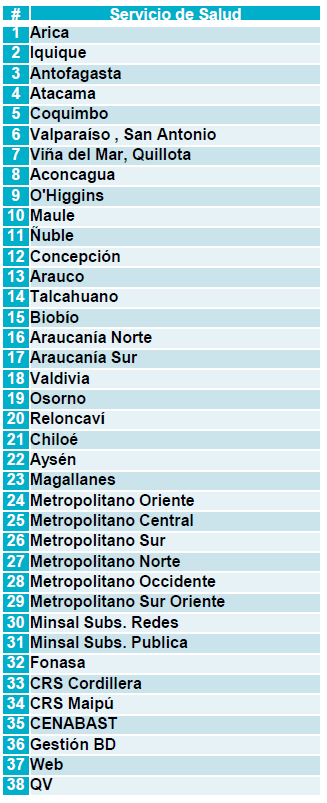 # Servicio de Salud
1 Arica
2 Iquique
3 Antofagasta
4 Atacama
5 Coquimbo
6 Valparaíso , San Antonio
7 Viña del Mar, Quillota
8 Aconcagua
9 O'Higgins
10 Maule
11 Ñuble
12 Concepción
13 Arauco
14 Talcahuano
15 Biobío
16 Araucanía Norte
17 Araucanía Sur
18 Valdivia
19 Osorno
20 Reloncaví
21 Chiloé
22 Aysén
23 Magallanes
24 Metropolitano Oriente
25 Metropolitano Central
26 Metropolitano Sur
27 Metropolitano Norte
28 Metropolitano Occidente
29 Metropolitano Sur Oriente
30 Minsal Subs. Redes
31 Minsal Subs. Publica
32 Fonasa
33 CRS Cordillera
34 CRS Maipú
35 CENABAST
36 Gestión BD
37 Web
38 QV